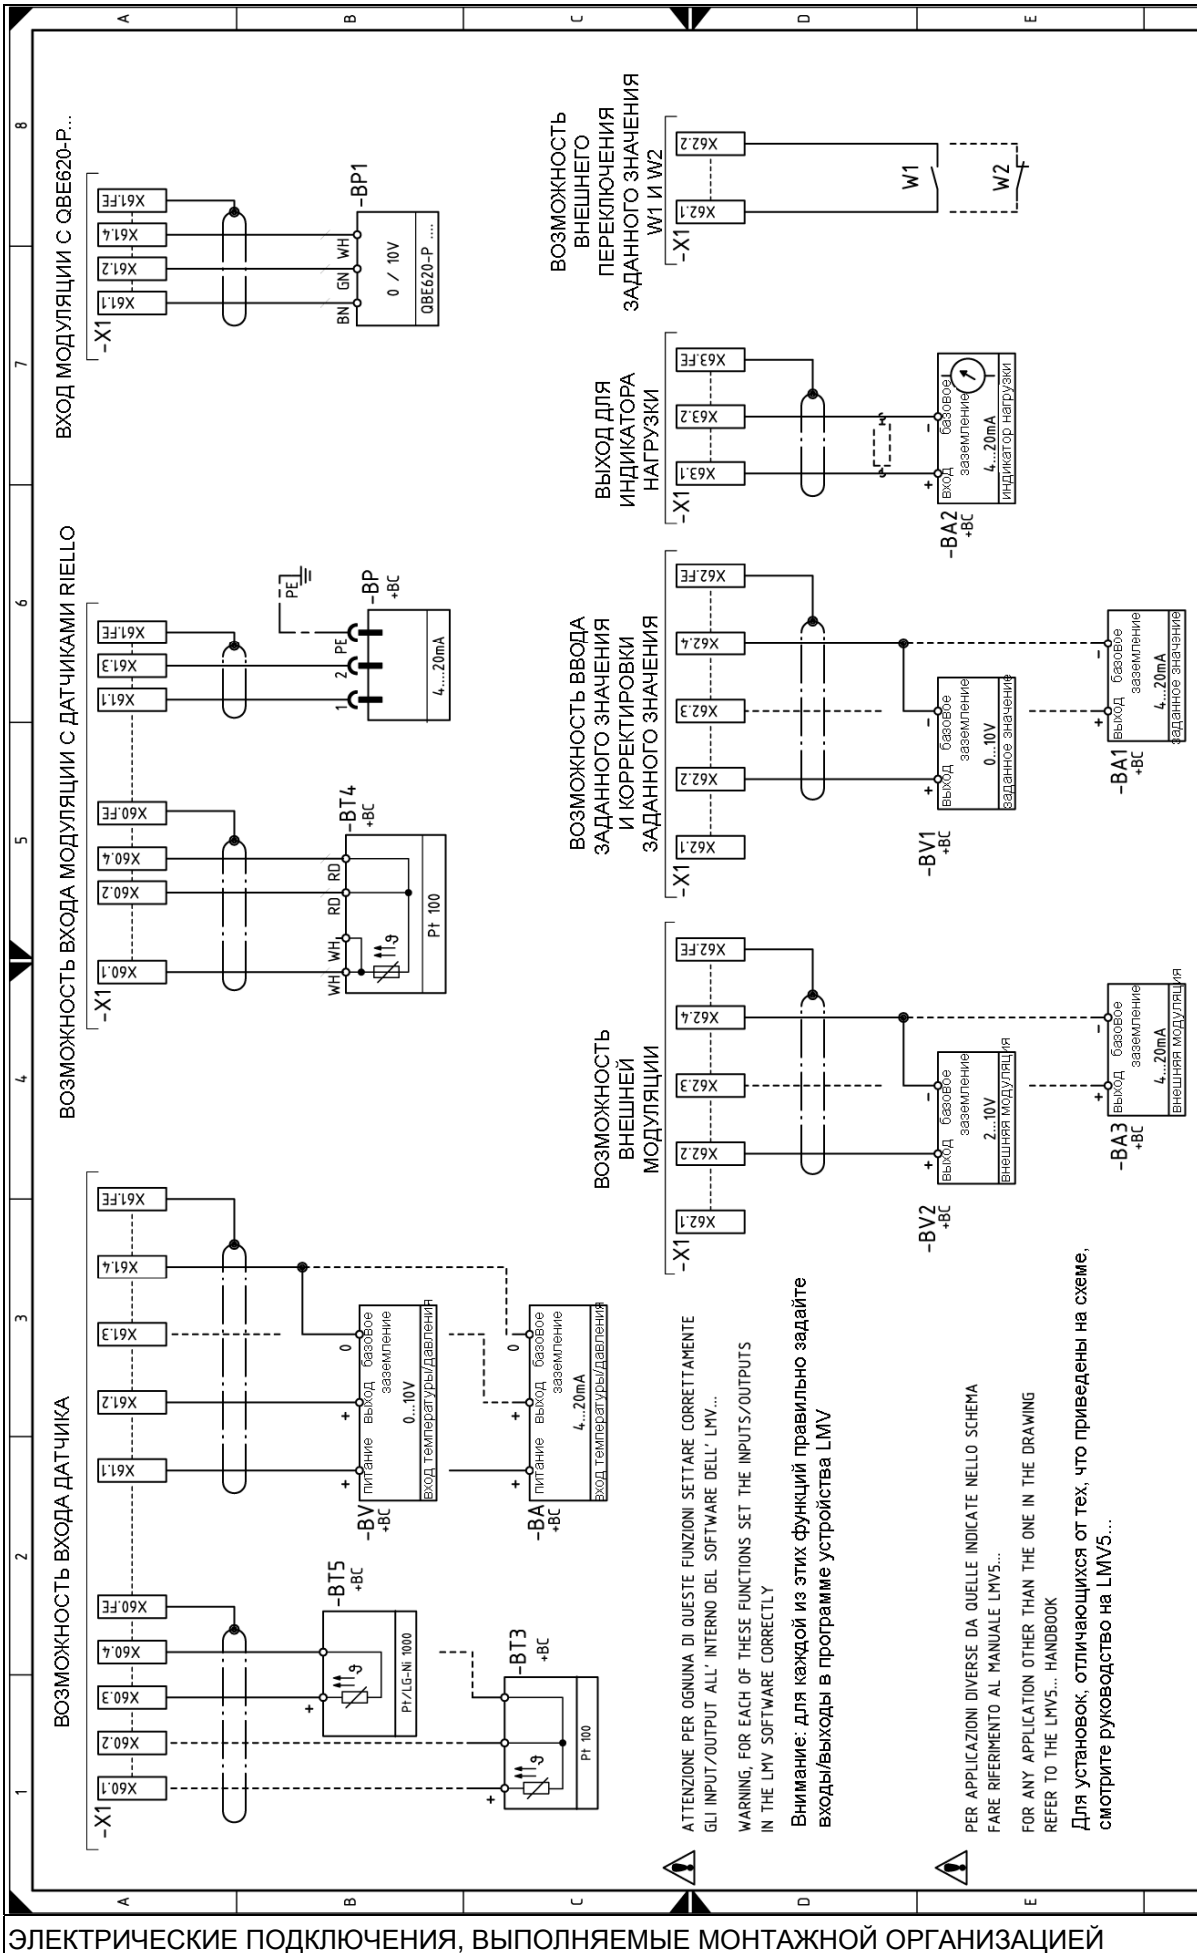 A
B
C
D
E
1
2
3
4
5
6
7
8
ВОЗМОЖНОСТЬ ВХОДА ДАТЧИКА
-X1
X60.1
X60.2
X60.3
X60.4
X60.FE
X61.1
X61.2
X61.3
X61.4
X61.FE
+
-BT5
+BC
ϑ
Pt/LG-Ni 1000
+
-BT3
+BC
ϑ
Pt 100
-BV
+BC
+
+
0
питание
выход
базовое
заземление
0...10V
вход температуры/давления
-BA
+BC
+
+
0
питание
выход
базовое
заземление
4...20mA
вход температуры/давления
ВОЗМОЖНОСТЬ ВХОДА МОДУЛЯЦИИ С ДАТЧИКАМИ RIELLO
-X1
X60.1
X60.2
X60.4
X60.FE
X61.1
X61.3
X61.FE
WH
WH
RD
RD
-BT4
+BC
ϑ
Pt 100
1
2
PE
PE
-BP
+BC
4...20mA
ВХОД МОДУЛЯЦИИ С QBE620-P...
-X1
X61.1
X61.2
X61.4
X61.FE
BN
GN
WH
-BP1
0 / 10V
QBE620-P ....
ВОЗМОЖНОСТЬ
ВНЕШНЕЙ
МОДУЛЯЦИИ
-X1
X62.1
X62.2
X62.3
X62.4
X62.FE
-BV2
+BC
+
-
выход
базовое
заземление
2...10V
внешняя модуляция
-BA3
+BC
+
-
выход
базовое
заземление
4...20mA
внешняя модуляция
ВОЗМОЖНОСТЬ ВВОДА
ЗАДАННОГО ЗНАЧЕНИЯ
И КОРРЕКТИРОВКИ
ЗАДАННОГО ЗНАЧЕНИЯ
-X1
X62.1
X62.2
X62.3
X62.4
X62.FE
-BV1
+BC
+
-
выход
базовое
заземление
0...10V
заданное значение
-BA1
+BC
+
-
выход
базовое
заземление
4...20mA
заданное значение
ВЫХОД ДЛЯ
ИНДИКАТОРА
НАГРУЗКИ
-X1
X63.1
X63.2
X63.FE
-BA2
+BC
+
-
вход
базовое
заземление
4...20mA
индикатор нагрузки
ВОЗМОЖНОСТЬ
ВНЕШНЕГО
ПЕРЕКЛЮЧЕНИЯ
ЗАДАННОГО ЗНАЧЕНИЯ
W1 И W2
-X1
X62.1
X62.2
W1
W2
ATTENZIONE PER OGNUNA DI QUESTE FUNZIONI SETTARE CORRETTAMENTE
GLI INPUT/OUTPUT ALL' INTERNO DEL SOFTWARE DELL' LMV...
WARNING, FOR EACH OF THESE FUNCTIONS SET THE INPUTS/OUTPUTS
IN THE LMV SOFTWARE CORRECTLY
Внимание: для каждой из этих функций правильно задайте
входы/выходы в программе устройства LMV
PER APPLICAZIONI DIVERSE DA QUELLE INDICATE NELLO SCHEMA
FARE RIFERIMENTO AL MANUALE LMV5...
FOR ANY APPLICATION OTHER THAN THE ONE IN THE DRAWING
REFER TO THE LMV5... HANDBOOK
Для установок, отличающихся от тех, что приведены на схеме,
смотрите руководство на LMV5...
A
B
C
D
E
ЭЛЕКТРИЧЕСКИЕ ПОДКЛЮЧЕНИЯ, ВЫПОЛНЯЕМЫЕ МОНТАЖНОЙ ОРГАНИЗАЦИЕЙ